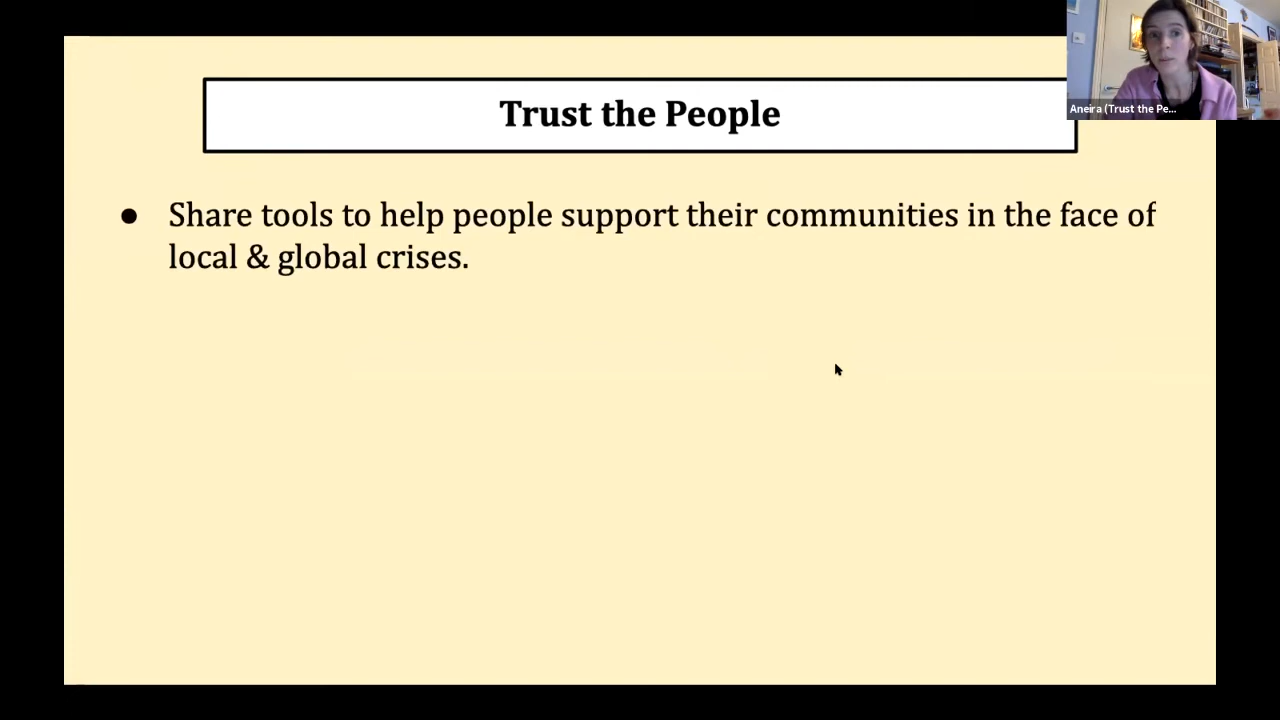 Trust the People
Aneira (Trust the Pe...
● Share tools to help people support their communities in the face of
local & global crises.